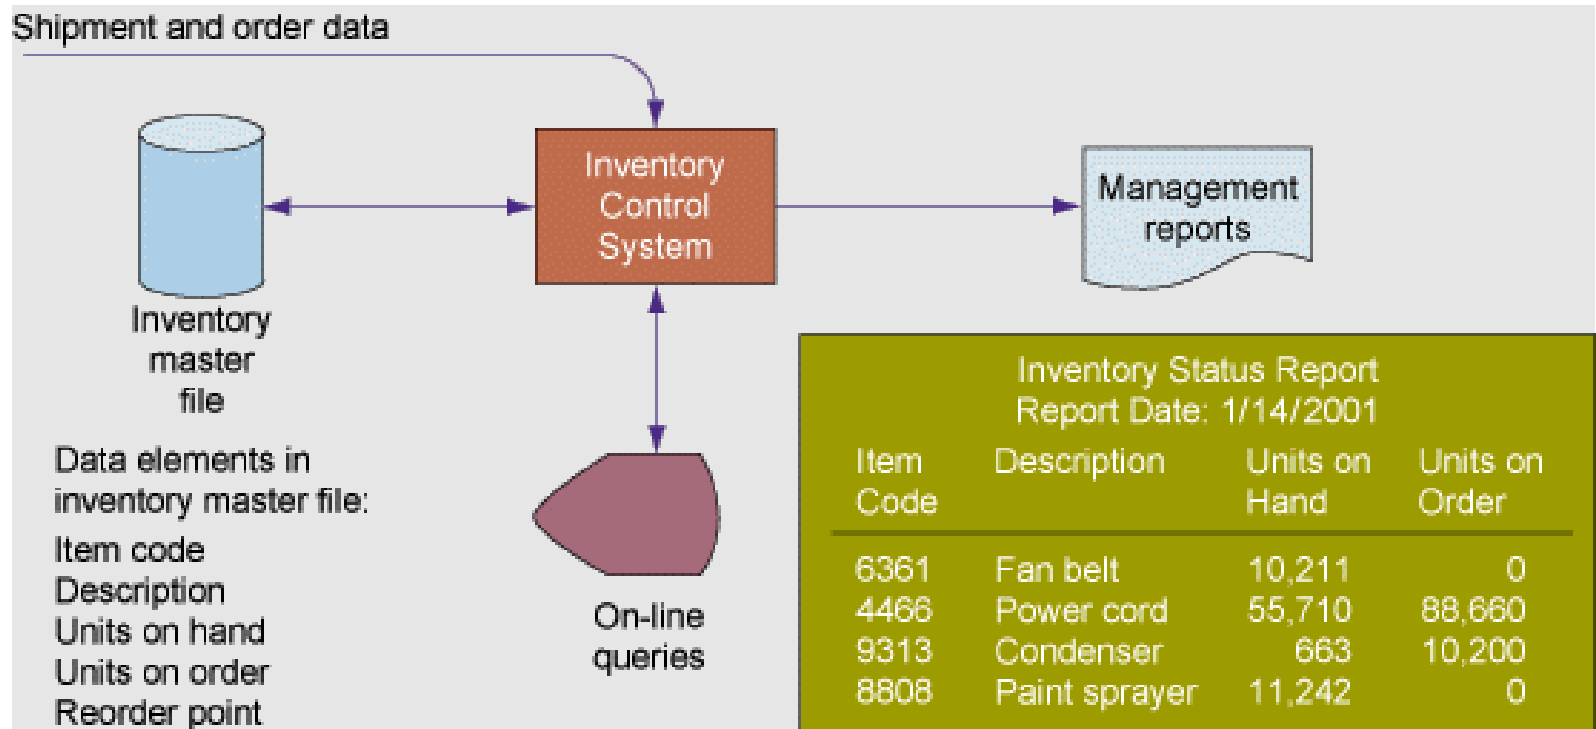 Shipment and order data
Inventory
Control
System
Management
reports
Inventory
master
file
Data elements in
inventory master file:
Item code
Description
Units on hand
Units on order
Reorder point
On-line
queries
Inventory Status Report
Report Date: 1/14/2001
Item Code Description Units on Hand Units on Order
6361 Fan belt 10,211 0
4466 Power cord 55,710 88,660
9313 Condenser 663 10,200
8808 Paint sprayer 11,242 0